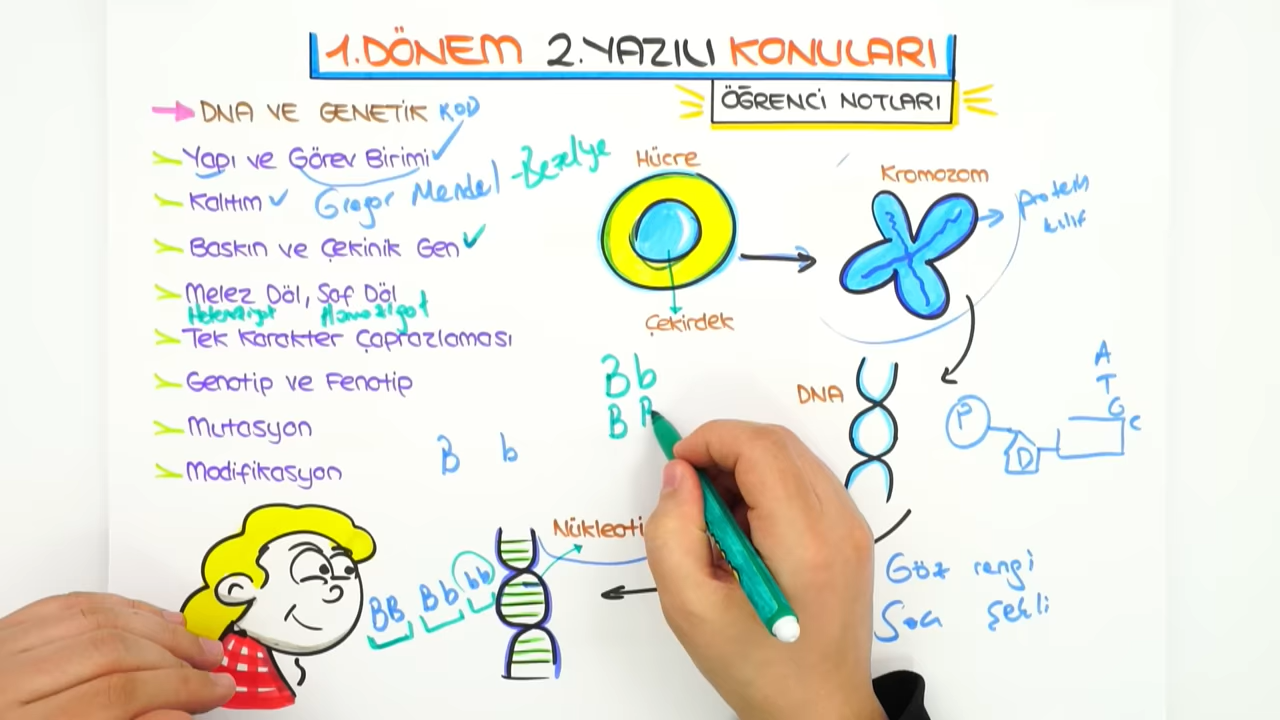 1.DÖNEM 2.YAZILI KONULARI
ÖĞRENCİ NOTLARI
DNA VE GENETİK KOD
Yapı ve Görev Birimi
Kalıtım
Gregor Mendel - Bezelye
Baskın ve Çekinik Gen
Melez Döl, Saf Döl
Heterozigot Homozigot
Tek Karakter Çaprazlaması
Genotip ve Fenotip
Mutasyon
Modifikasyon
Hücre
Çekirdek
Kromozom
Protein
kılıf
DNA
A
T
G
C
P
D
Bb
B B
B b
BB Bb bb
Nükleoti
Göz rengi
Saç şekli